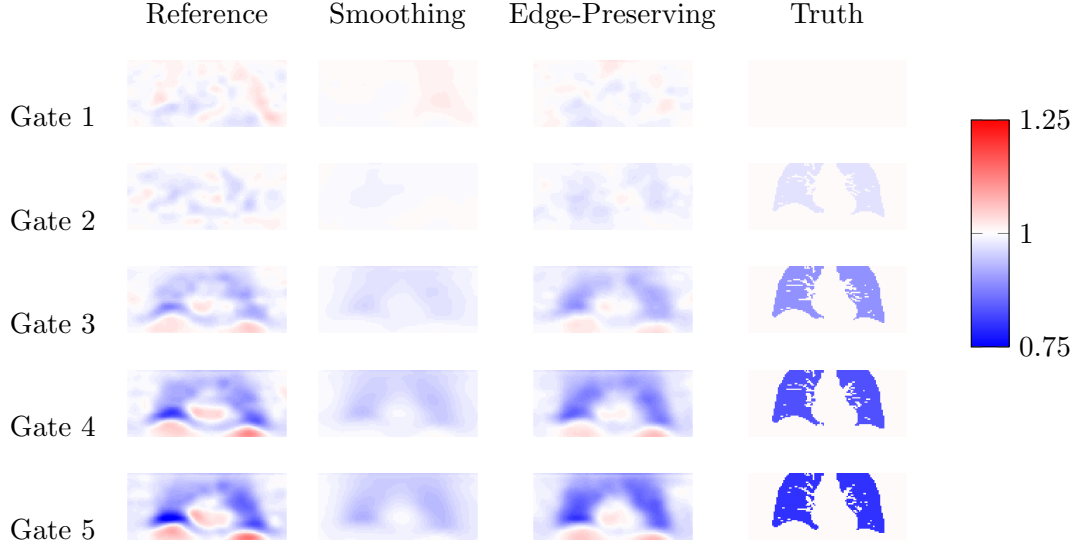 Reference Smoothing Edge-Preserving Truth
Gate 1
1.25
Gate 2
1
Gate 3
0.75
Gate 4
Gate 5